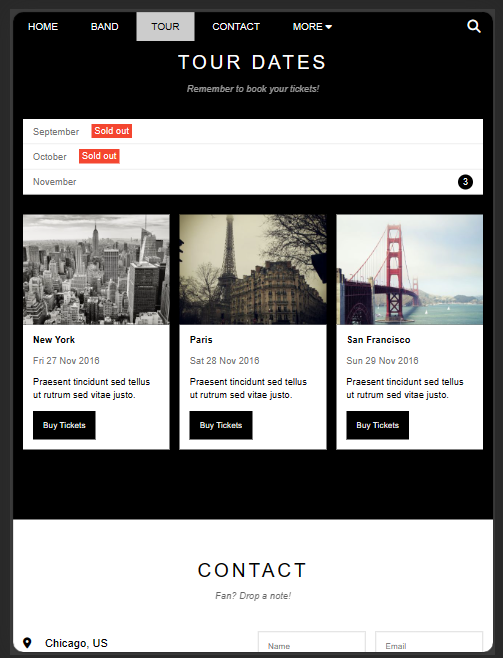 HOME BAND TOUR CONTACT MORE
TOUR DATES
Remember to book your tickets!
September Sold out
October Sold out
November 3
New York
Fri 27 Nov 2016
Praesent tincidunt sed tellus
ut rutrum sed vitae justo.
Buy Tickets
Paris
Sat 28 Nov 2016
Praesent tincidunt sed tellus
ut rutrum sed vitae justo.
Buy Tickets
San Francisco
Sun 29 Nov 2016
Praesent tincidunt sed tellus
ut rutrum sed vitae justo.
Buy Tickets
CONTACT
Fan? Drop a note!
Chicago, US
Name
Email